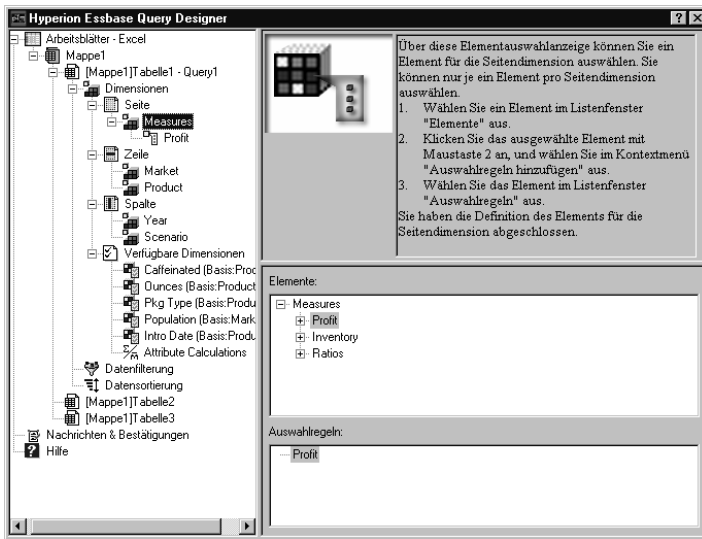 Hyperion Essbase Query Designer
Arbeitsblätter - Excel
Mappe1
[Mappe1]Tabelle1 - Query1
Dimensionen
Seite
Measures
Profit
Zeile
Market
Product
Spalte
Year
Scenario
Verfügbare Dimensionen
Caffeinated (Basis:Proc
Ounces (Basis:Product
Pkg Type (Basis:Produ
Population (Basis:Mark
Intro Date (Basis:Produ
Attribute Calculations
Datenfilterung
Datensortierung
[Mappe1]Tabelle2
[Mappe1]Tabelle3
Nachrichten & Bestätigungen
Hilfe
Über diese Elementauswahlanzeige können Sie ein
Element für die Seitendimension auswählen. Sie
können nur je ein Element pro Seitendimension
auswählen.
1. Wählen Sie ein Element im Listenfenster
"Elemente" aus.
2. Klicken Sie das ausgewählte Element mit
Maustaste 2 an, und wählen Sie im Kontextmenü
"Auswahlregeln hinzufügen" aus.
3. Wählen Sie das Element im Listenfenster
"Auswahlregeln" aus.
Sie haben die Definition des Elements für die
Seitendimension abgeschlossen.
Elemente:
Measures
Profit
Inventory
Ratios
Auswahlregeln:
Profit